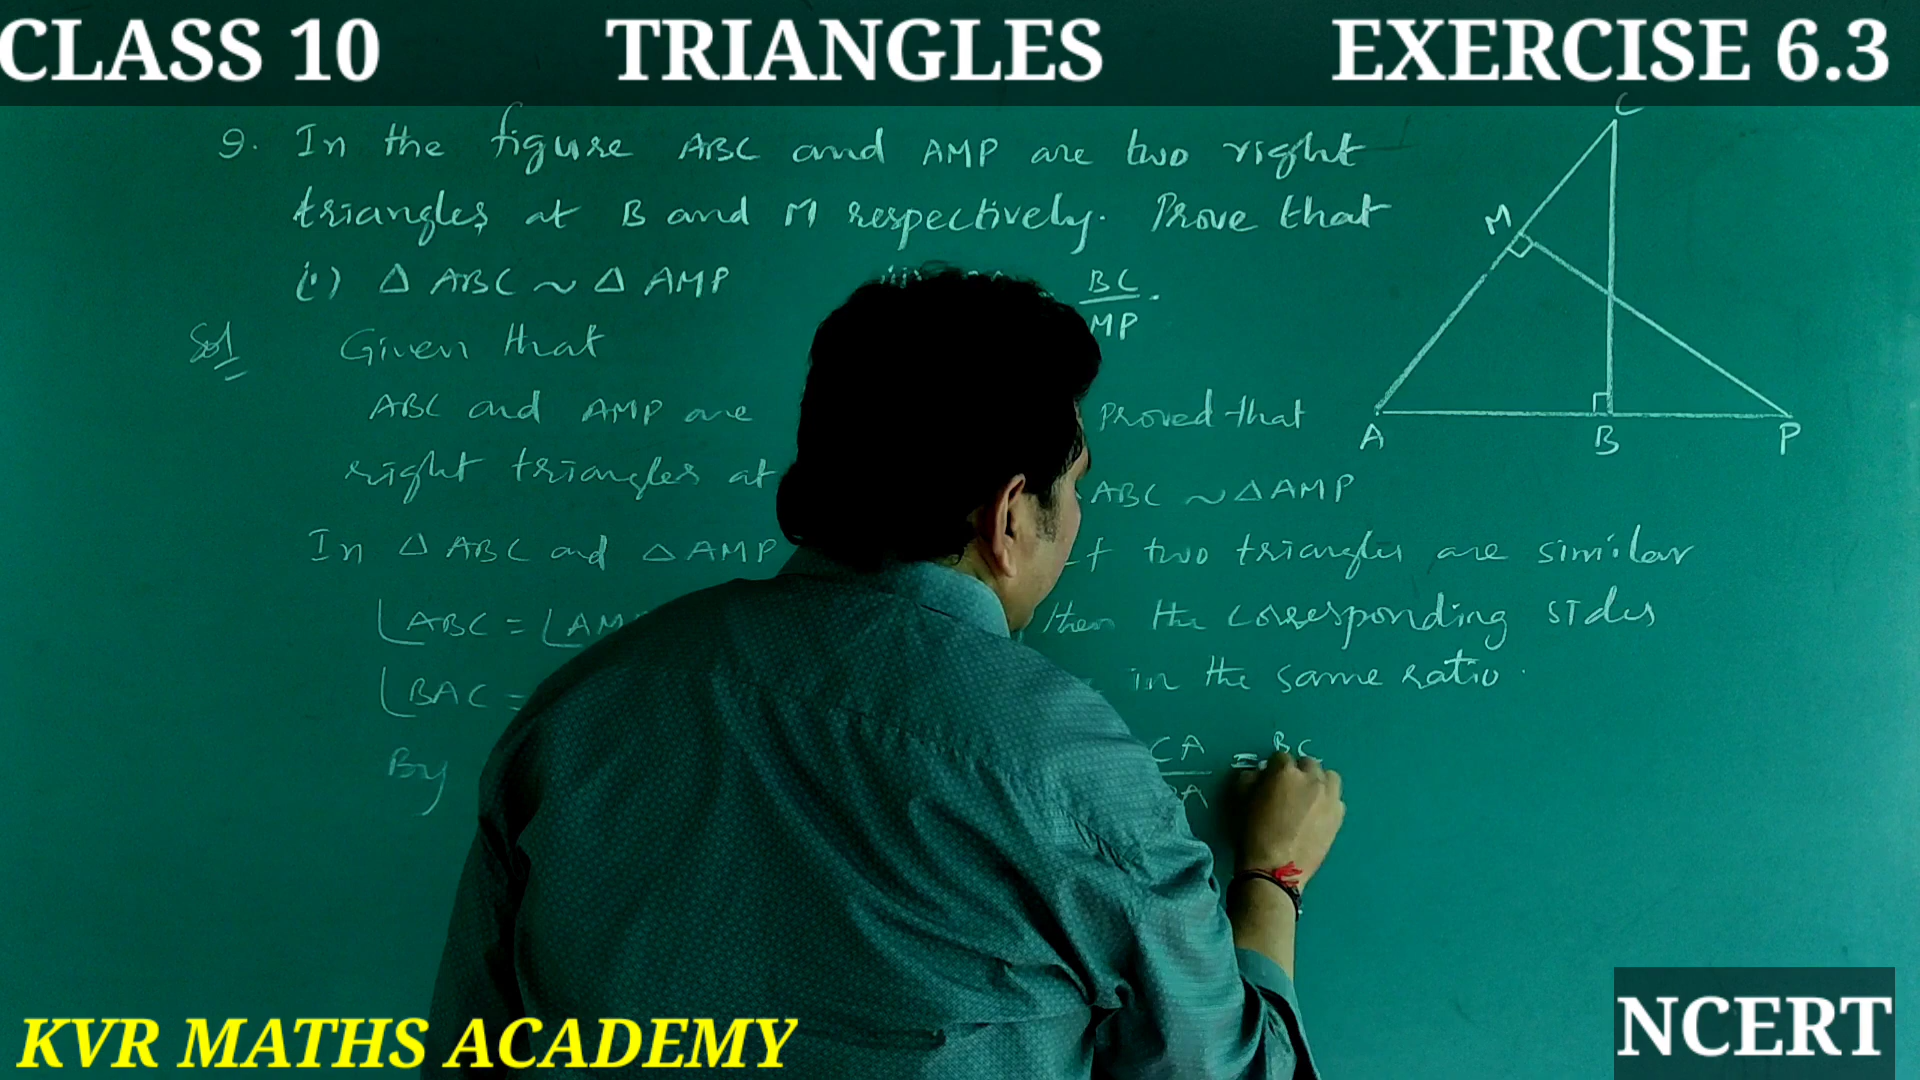 CLASS 10 TRIANGLES EXERCISE 6.3
9. In the figure ABC and AMP are two right
triangles at B and M respectively. Prove that
(i) △ ABC ~ △ AMP BC/MP.
Sol Given that
ABC and AMP are
right triangles at
In △ ABC and △ AMP
∠ABC = ∠AM
∠BAC =
By
Proved that
ABC ~ △AMP
If two triangles are similar
then the corresponding sides
in the same ratio.
CA = BC
A
C
M
A B P
KVR MATHS ACADEMY
NCERT